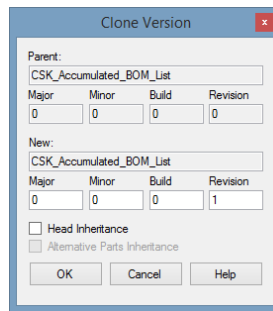 Clone Version
x
Parent:
CSK_Accumulated_BOM_List
Major Minor Build Revision
0 0 0 0
New:
CSK_Accumulated_BOM_List
Major Minor Build Revision
0 0 0 1
Head Inheritance
Alternative Parts Inheritance
OK Cancel Help